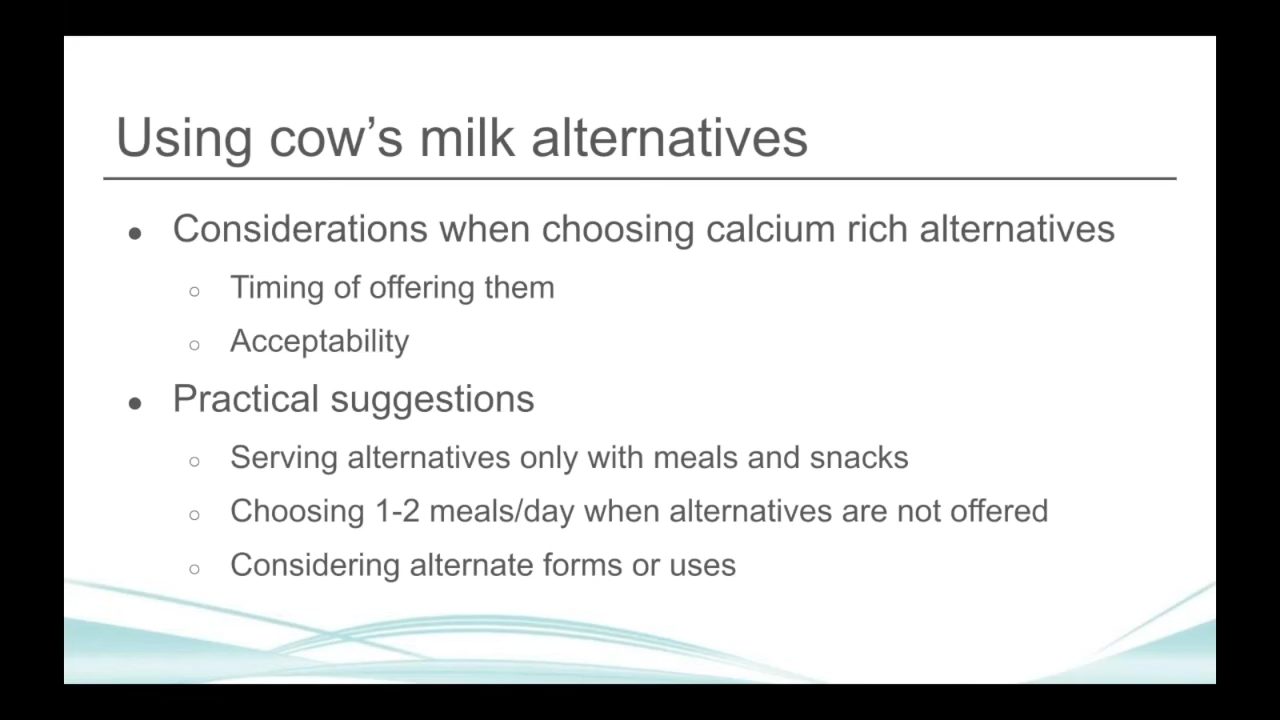 Using cow’s milk alternatives
● Considerations when choosing calcium rich alternatives
○ Timing of offering them
○ Acceptability
● Practical suggestions
○ Serving alternatives only with meals and snacks
○ Choosing 1-2 meals/day when alternatives are not offered
○ Considering alternate forms or uses